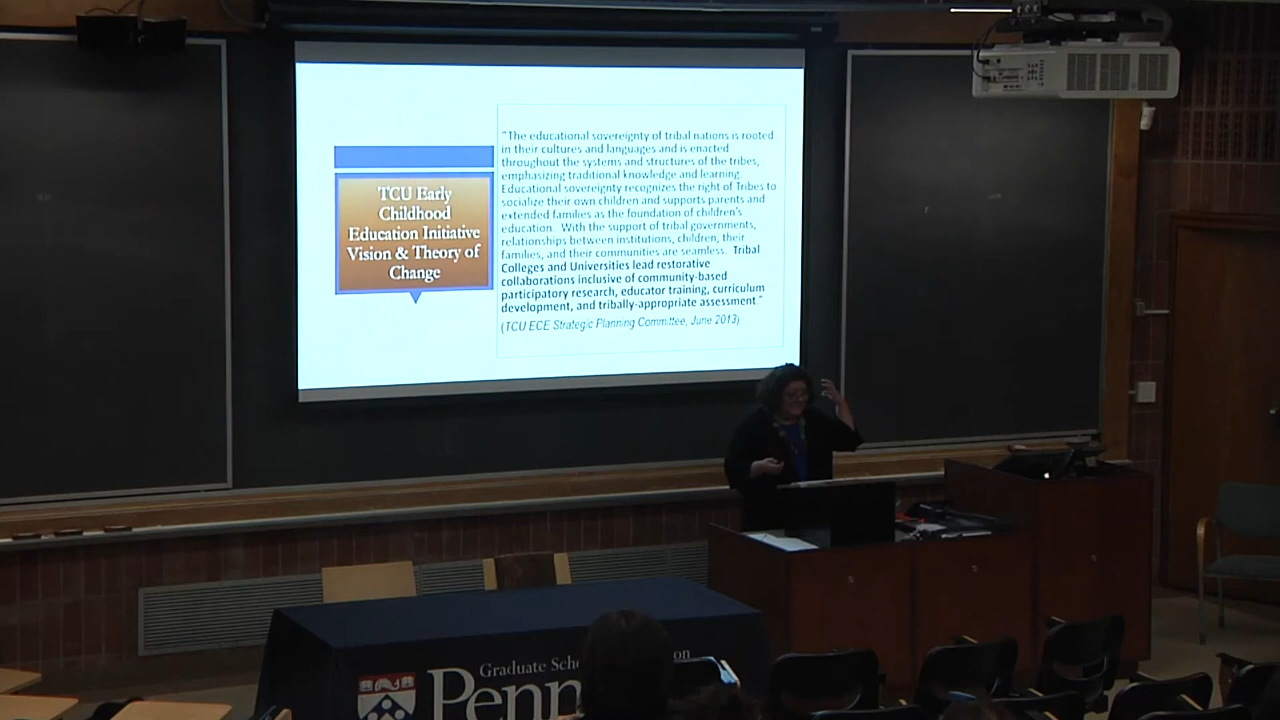 TCU Early
Childhood
Education Initiative
Vision & Theory of
Change
"The educational sovereignty of tribal nations is rooted
in their cultures and languages and is enacted
throughout the systems and structures of the tribes,
emphasizing traditional knowledge and learning.
Educational sovereignty recognizes the right of Tribes to
socialize their own children and supports parents and
extended families as the foundation of children's
education.  With the support of tribal governments,
relationships between institutions, children, their
families, and their communities are seamless.  Tribal
Colleges and Universities lead restorative
collaborations inclusive of community-based
participatory research, educator training, curriculum
development, and tribally-appropriate assessment."
(TCU ECE Strategic Planning Committee, June 2013)
Graduate Scho on
Penn